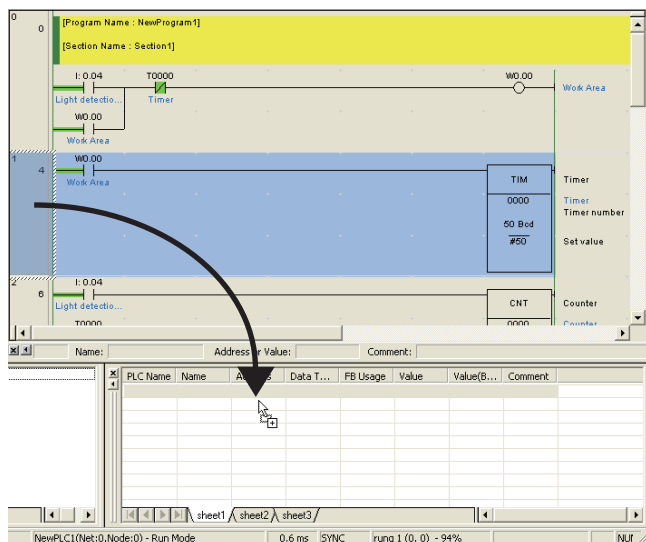 0
0
[Program Name : NewProgram1]
[Section Name : Section1]
I: 0.04 T0000 W0.00
Light detectio... Timer Work Area
W0.00
Work Area
1
4
W0.00
Work Area
TIM Timer
0000 Timer
Timer number
50 Bcd
#50 Set value
2
6
I: 0.04
Light detectio...
CNT Counter
T0000 0000 Counter
Name: Address or Value: Comment:
PLC Name Name Address Data T... FB Usage Value Value(B... Comment
sheet1 sheet2 sheet3
NewPLC1(Net:0,Node:0) - Run Mode 0.6 ms SYNC rung 1 (0, 0) - 94% NUM